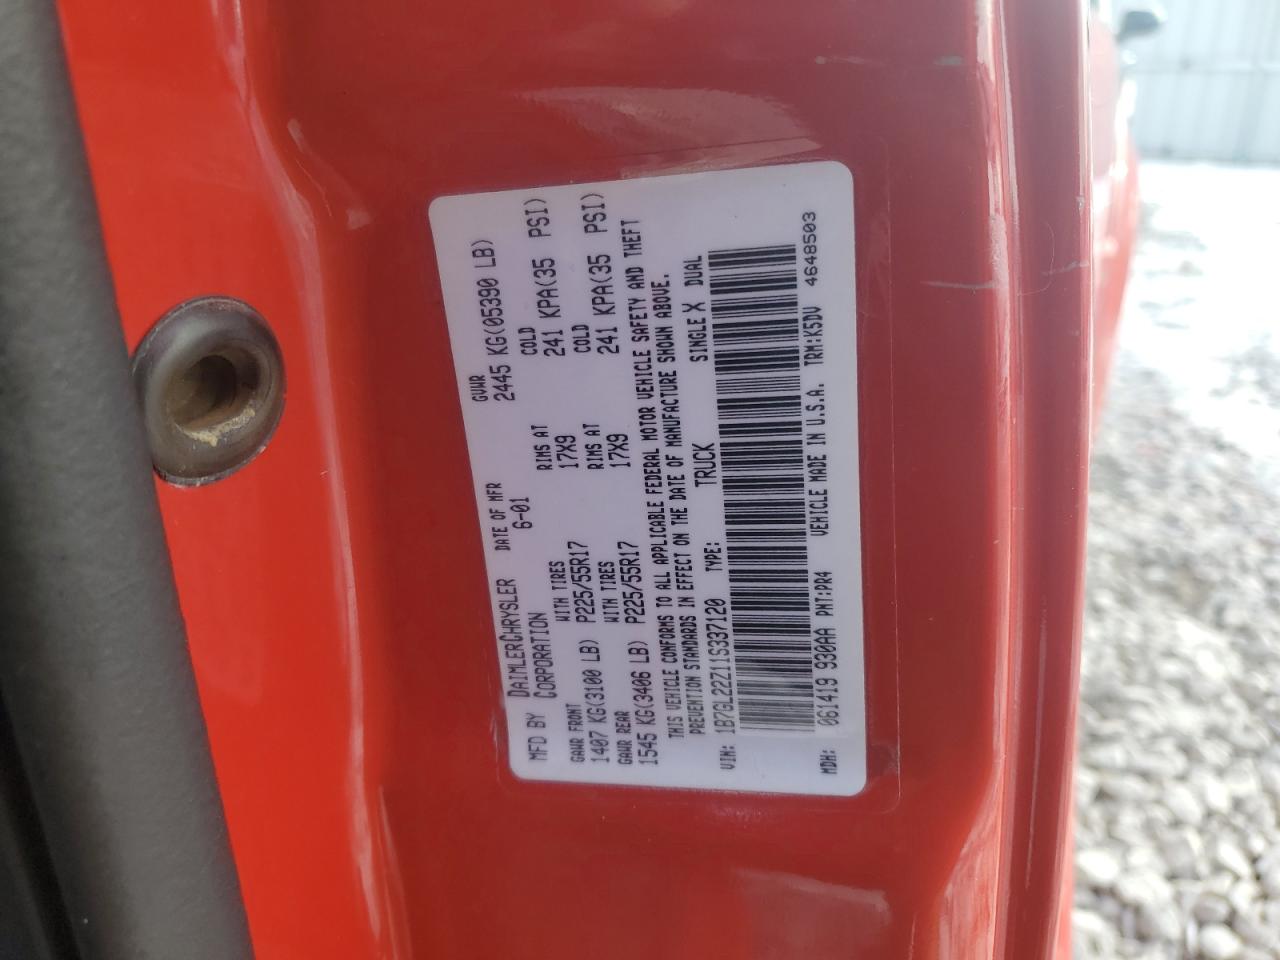 MFD BY DAIMLERCHRYSLER CORPORATION DATE OF MFR 6-01 GVWR 2445 KG(05390 LB)
GAWR FRONT WITH TIRES RIMS AT COLD
1407 KG(3100 LB) P225/55R17 17X9 241 KPA(35 PSI)
GAWR REAR WITH TIRES RIMS AT COLD
1545 KG(3406 LB) P225/55R17 17X9 241 KPA(35 PSI)
THIS VEHICLE CONFORMS TO ALL APPLICABLE FEDERAL MOTOR VEHICLE SAFETY AND THEFT
PREVENTION STANDARDS IN EFFECT ON THE DATE OF MANUFACTURE SHOWN ABOVE.
VIN: 1B7GL22Z11S337120 TYPE: TRUCK SINGLE X DUAL
MDH: 061419 930AA PNT:PR4 VEHICLE MADE IN U.S.A. TRM:K5DV 4648503